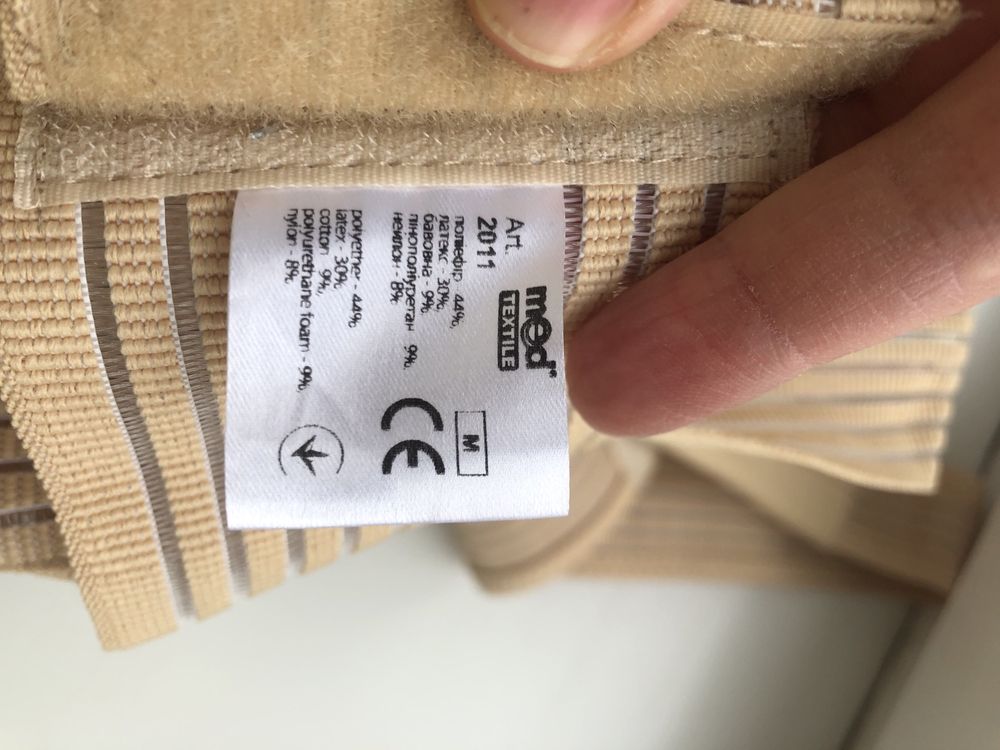 Art.
2011
med®
TEXTILE
поліефір 44%,
латекс - 30%,
бавовна - 9%,
пінополіуретан 9%,
нейлон - 8%
M
CE
polyether - 44%
latex - 30%
cotton - 9%,
polyurethane foam - 9%,
nylon - 8%